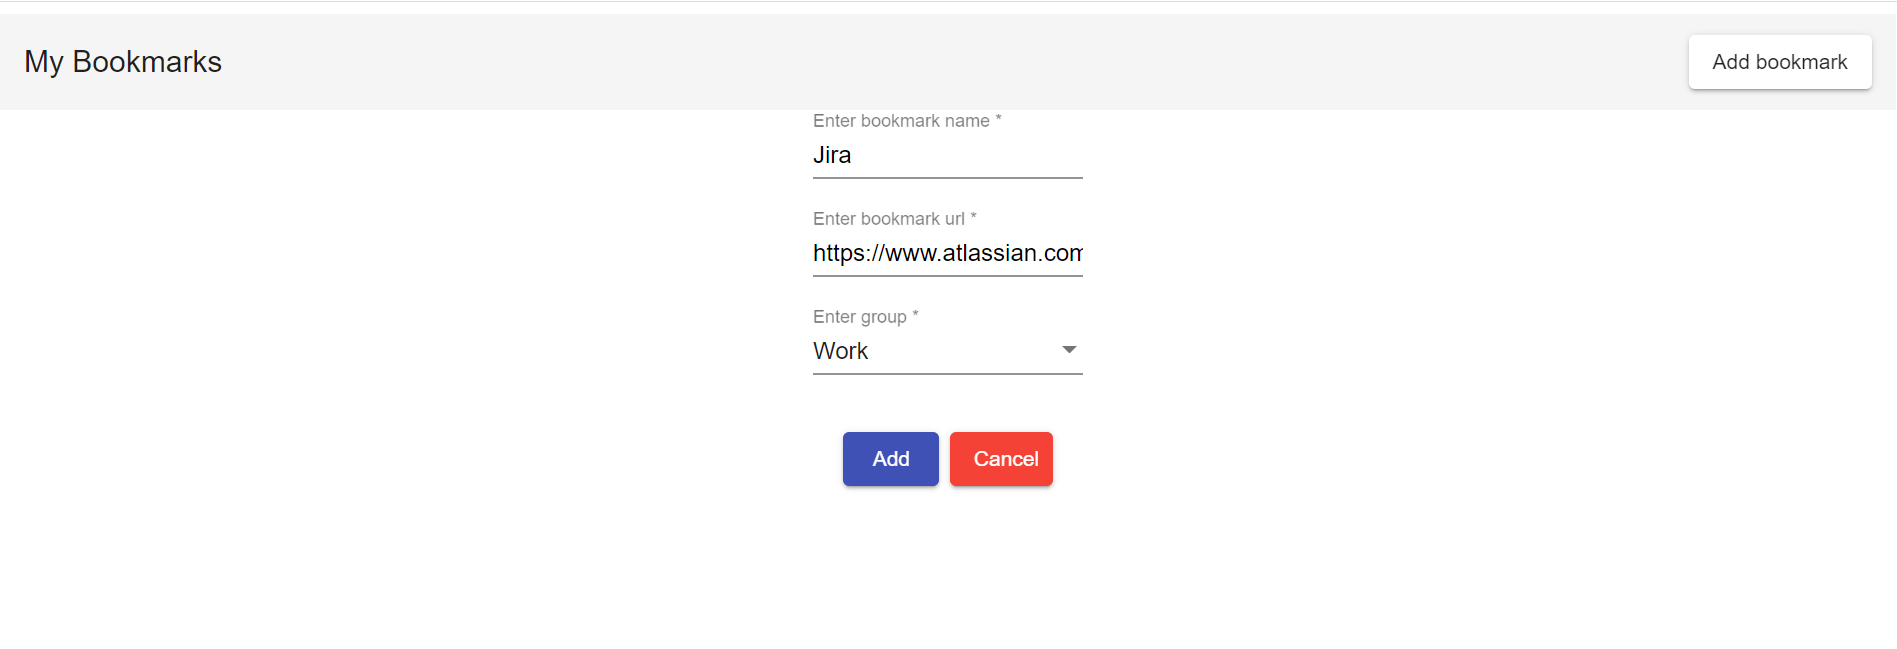 My Bookmarks
Add bookmark
Enter bookmark name *
Jira
Enter bookmark url *
https://www.atlassian.com
Enter group *
Work
Add
Cancel